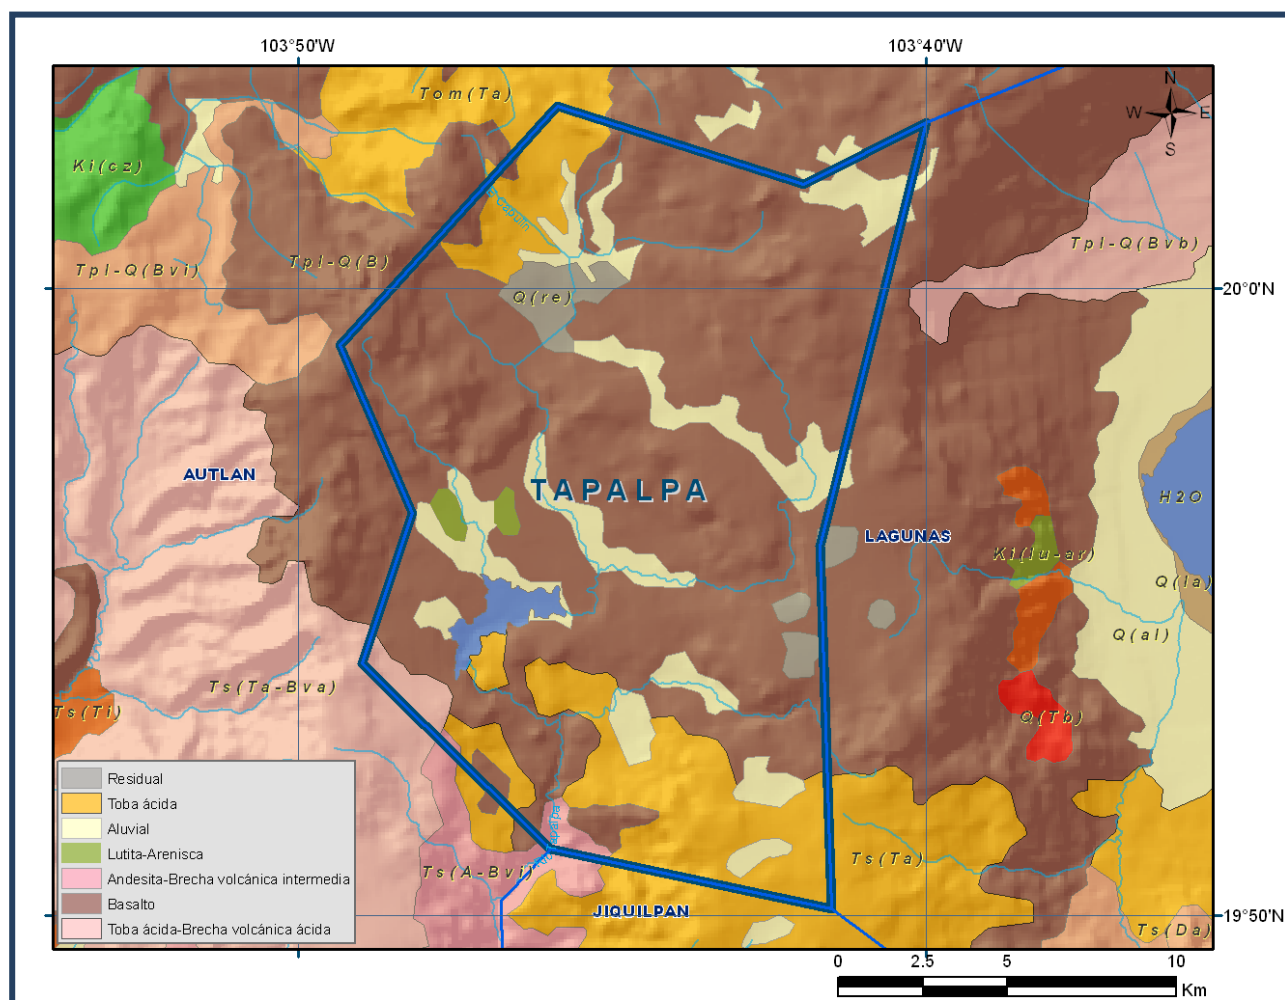 103°50'W
103°40'W
Tom(Ta)
N
W
E
S
Ki(cz)
El Capulín
Tpl-Q(Bvi)
Tpl-Q(B)
Tpl-Q(Bvb)
Q(re)
20°0'N
AUTLAN
TAPALPA
H2O
LAGUNAS
Ki(lu-ar)
Q(la)
Q(al)
Ts(Ta-Bva)
Ts(Ti)
Q(Tb)
Residual
Toba ácida
Aluvial
Lutita-Arenisca
Andesita-Brecha volcánica intermedia
Basalto
Toba ácida-Brecha volcánica ácida
Ts(A-Bvi)
Ts(Ta)
JIQUILPAN
19°50'N
Ts(Da)
0
2.5
5
10
Km